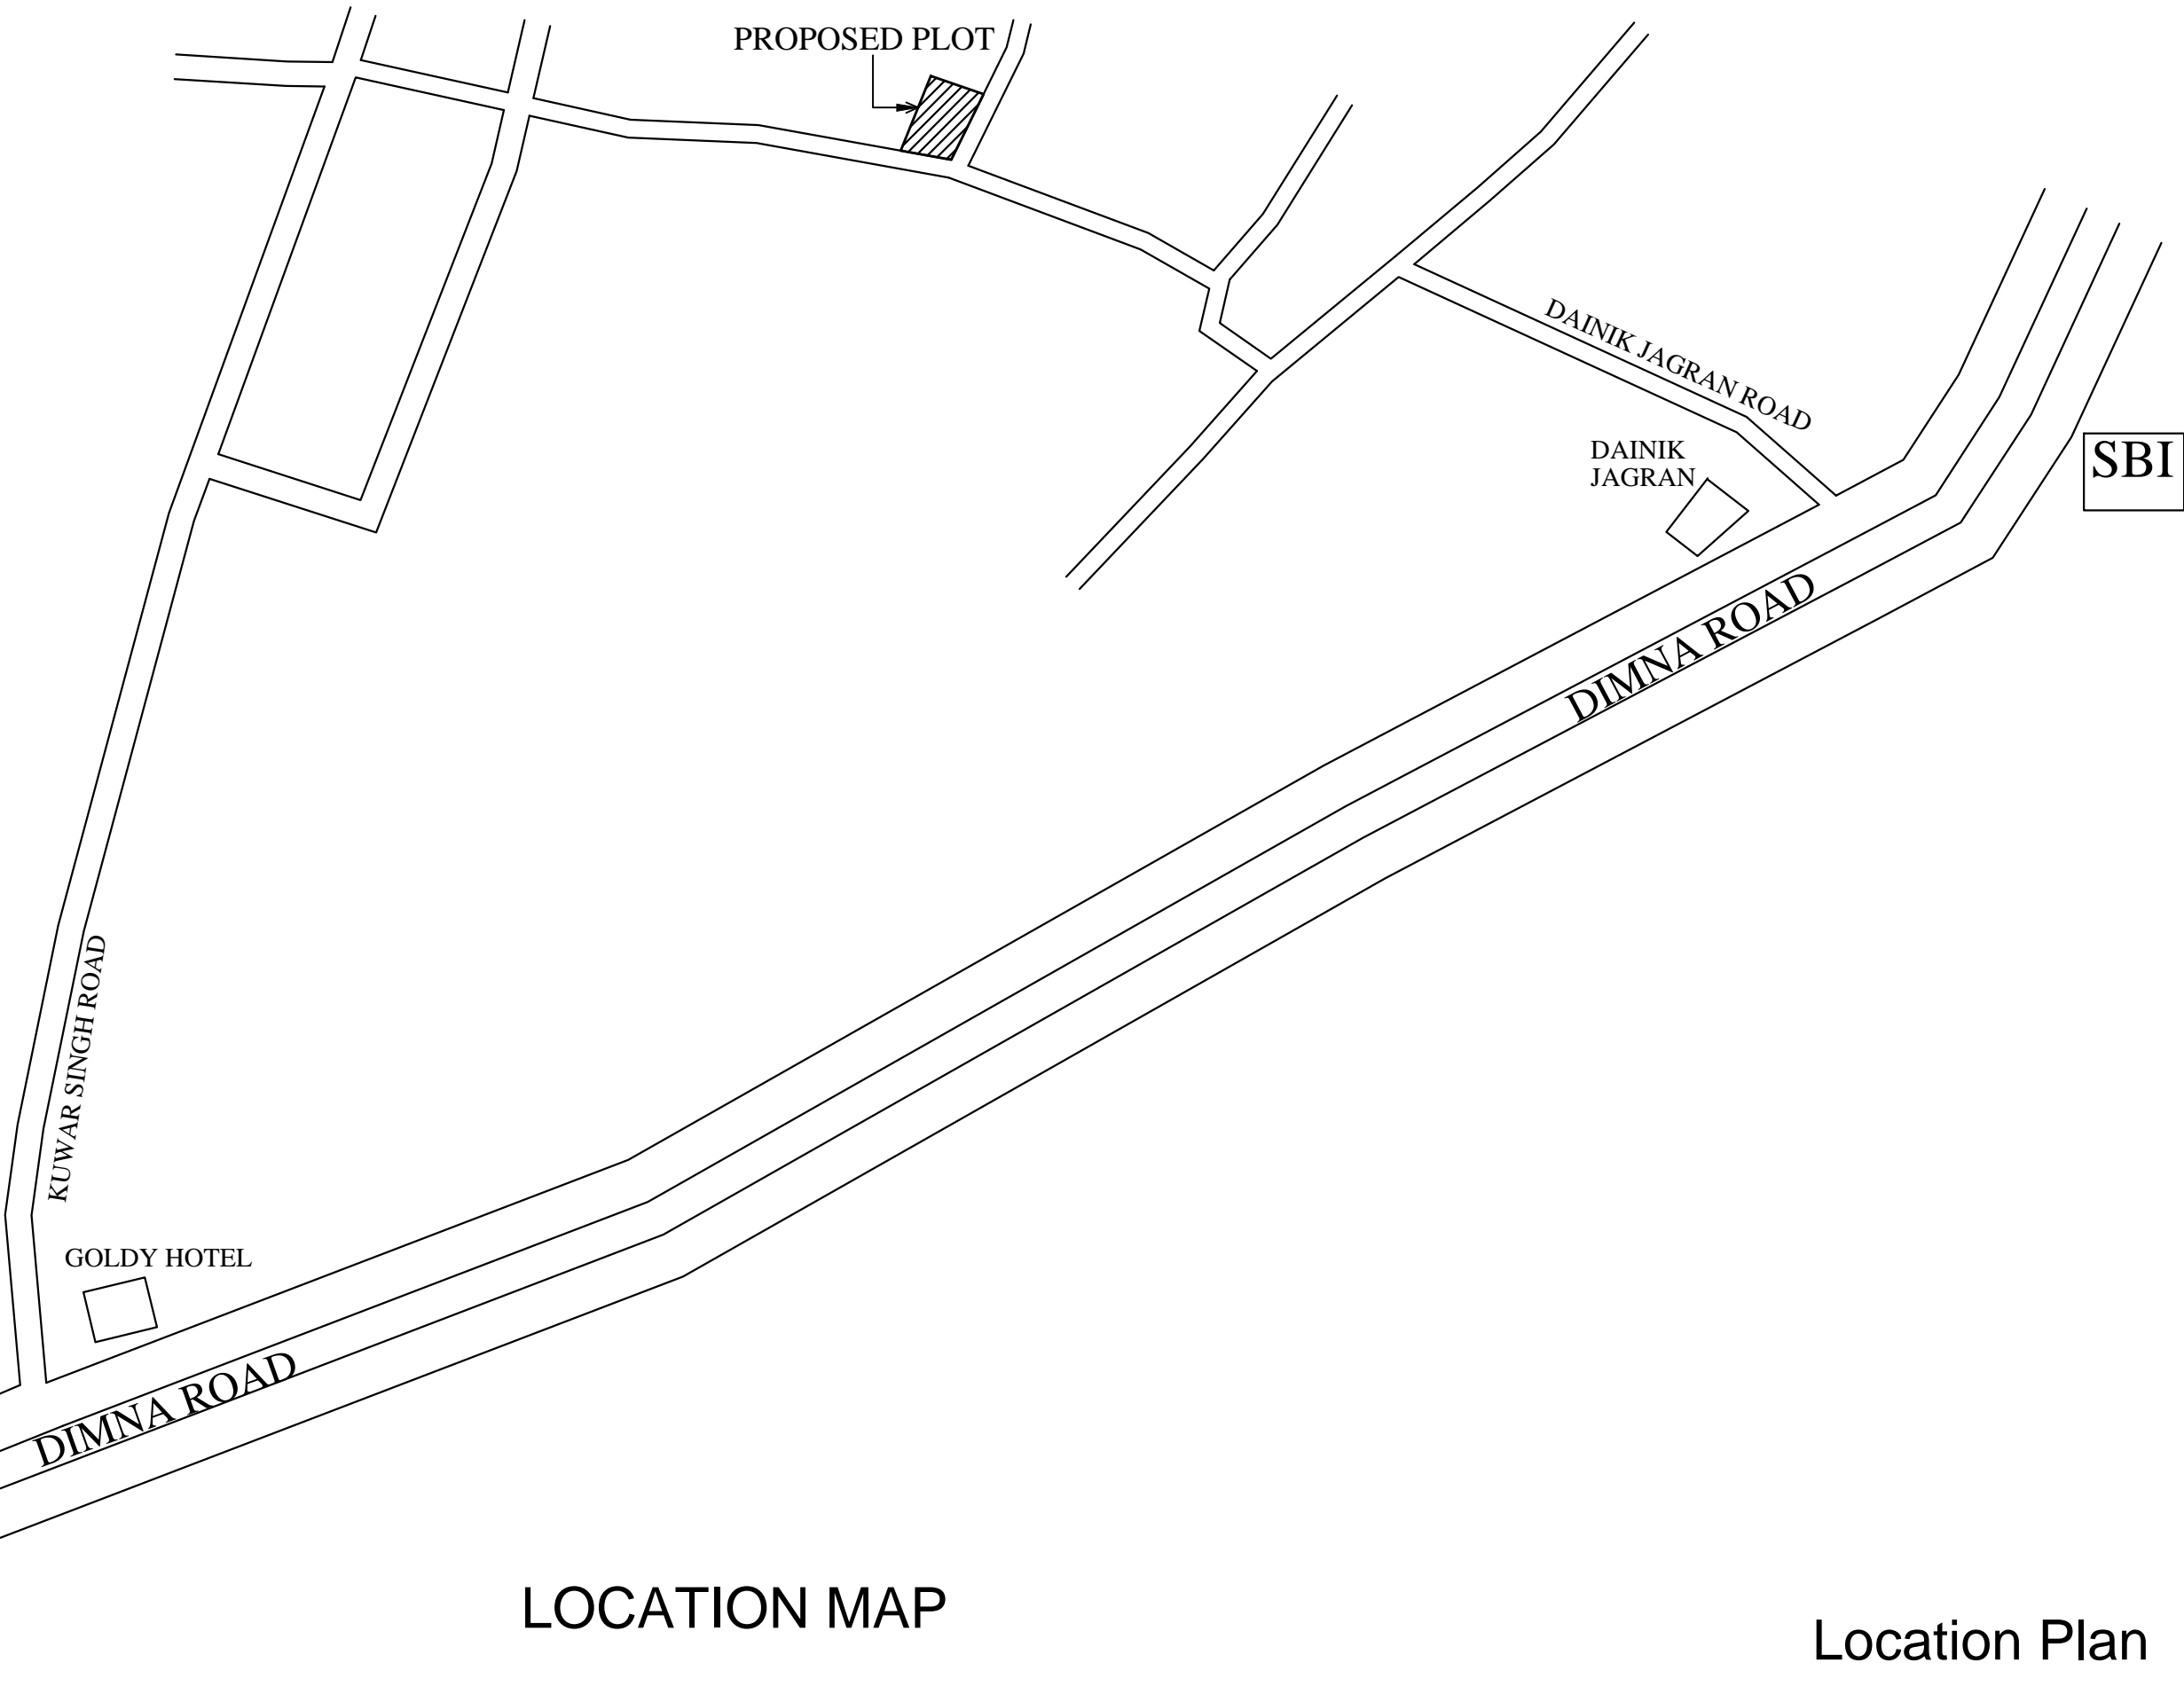 PROPOSED PLOT
DAINIK JAGRAN ROAD
DAINIK
JAGRAN
SBI
DIMNA ROAD
KUWAR SINGH ROAD
GOLDY HOTEL
DIMNA ROAD
LOCATION MAP
Location Plan